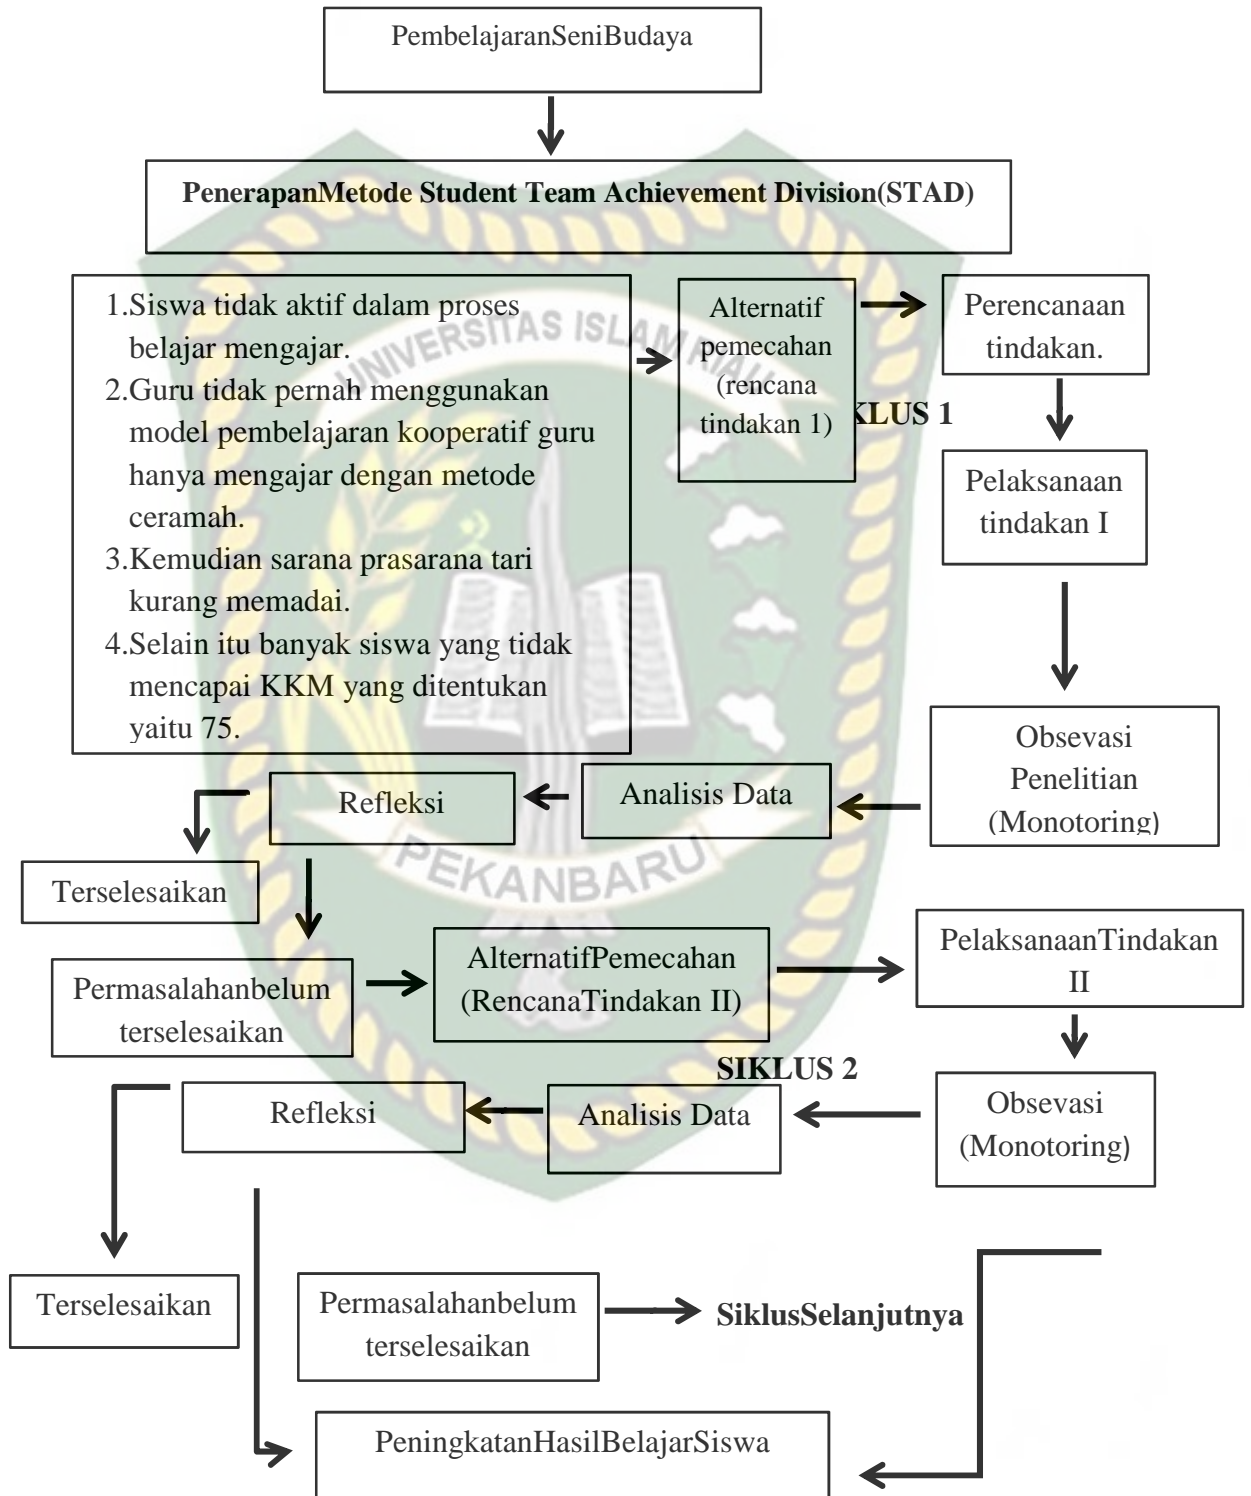 PembelajaranSeniBudaya
PenerapanMetode Student Team Achievement Division(STAD)
1.Siswa tidak aktif dalam proses
belajar mengajar.
2.Guru tidak pernah menggunakan
model pembelajaran kooperatif guru
hanya mengajar dengan metode
ceramah.
3.Kemudian sarana prasarana tari
kurang memadai.
4.Selain itu banyak siswa yang tidak
mencapai KKM yang ditentukan
yaitu 75.
Alternatif
pemecahan
(rencana
tindakan 1)
Perencanaan
tindakan.
KLUS 1
Pelaksanaan
tindakan I
Obsevasi
Penelitian
(Monotoring)
Analisis Data
Refleksi
Terselesaikan
Permasalahanbelum
terselesaikan
AlternatifPemecahan
(RencanaTindakan II)
PelaksanaanTindakan
II
SIKLUS 2
Obsevasi
(Monotoring)
Analisis Data
Refleksi
Terselesaikan
Permasalahanbelum
terselesaikan
SiklusSelanjutnya
PeningkatanHasilBelajarSiswa
UNIVERSITAS ISLAM RIAU
PEKANBARU